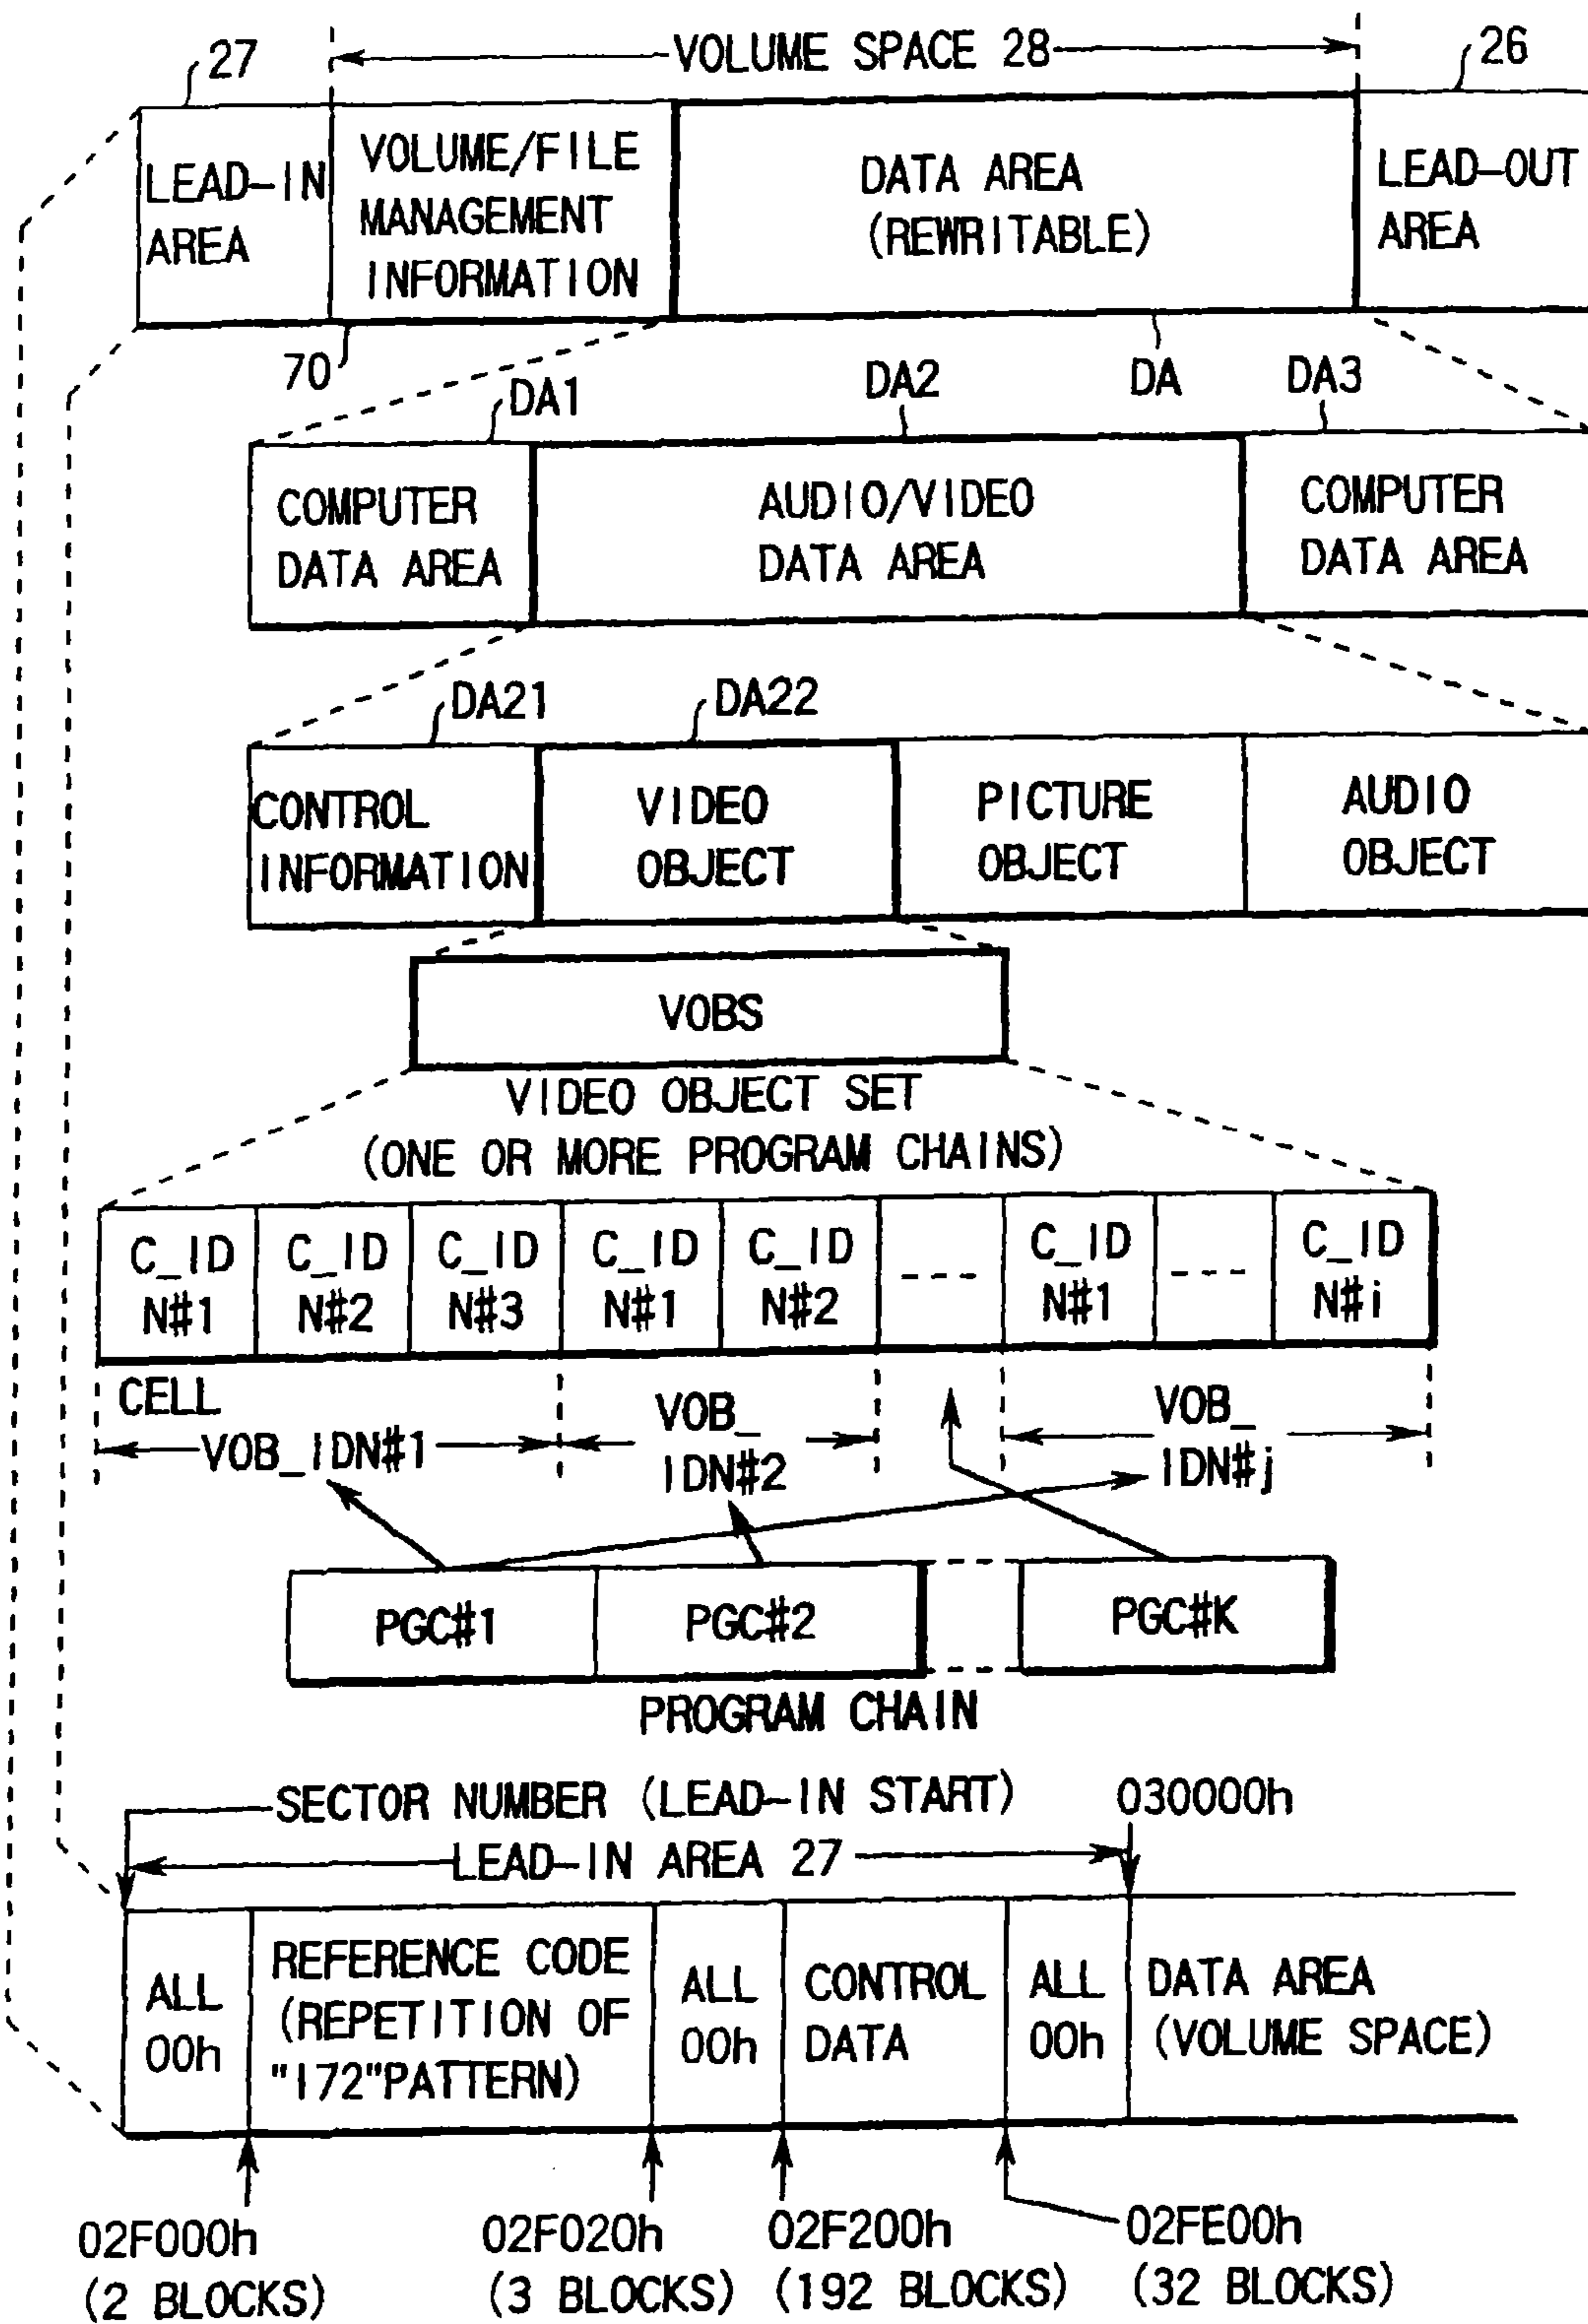 27
VOLUME SPACE 28
26
LEAD-IN
AREA
VOLUME/FILE
MANAGEMENT
INFORMATION
DATA AREA
(REWRITABLE)
LEAD-OUT
AREA
70
DA1
DA2
DA
DA3
COMPUTER
DATA AREA
AUDIO/VIDEO
DATA AREA
COMPUTER
DATA AREA
DA21
DA22
CONTROL
INFORMATION
VIDEO
OBJECT
PICTURE
OBJECT
AUDIO
OBJECT
VOBS
VIDEO OBJECT SET
(ONE OR MORE PROGRAM CHAINS)
C_ID
N#1
C_ID
N#2
C_ID
N#3
C_ID
N#1
C_ID
N#2
----
C_ID
N#1
----
C_ID
N#i
CELL
VOB_IDN#1
VOB_
IDN#2
VOB_
IDN#j
PGC#1
PGC#2
PGC#K
PROGRAM CHAIN
SECTOR NUMBER (LEAD-IN START)
030000h
LEAD-IN AREA 27
ALL
00h
REFERENCE CODE
(REPETITION OF
"172"PATTERN)
ALL
00h
CONTROL
DATA
ALL
00h
DATA AREA
(VOLUME SPACE)
02F000h
(2 BLOCKS)
02F020h
(3 BLOCKS)
02F200h
(192 BLOCKS)
02FE00h
(32 BLOCKS)